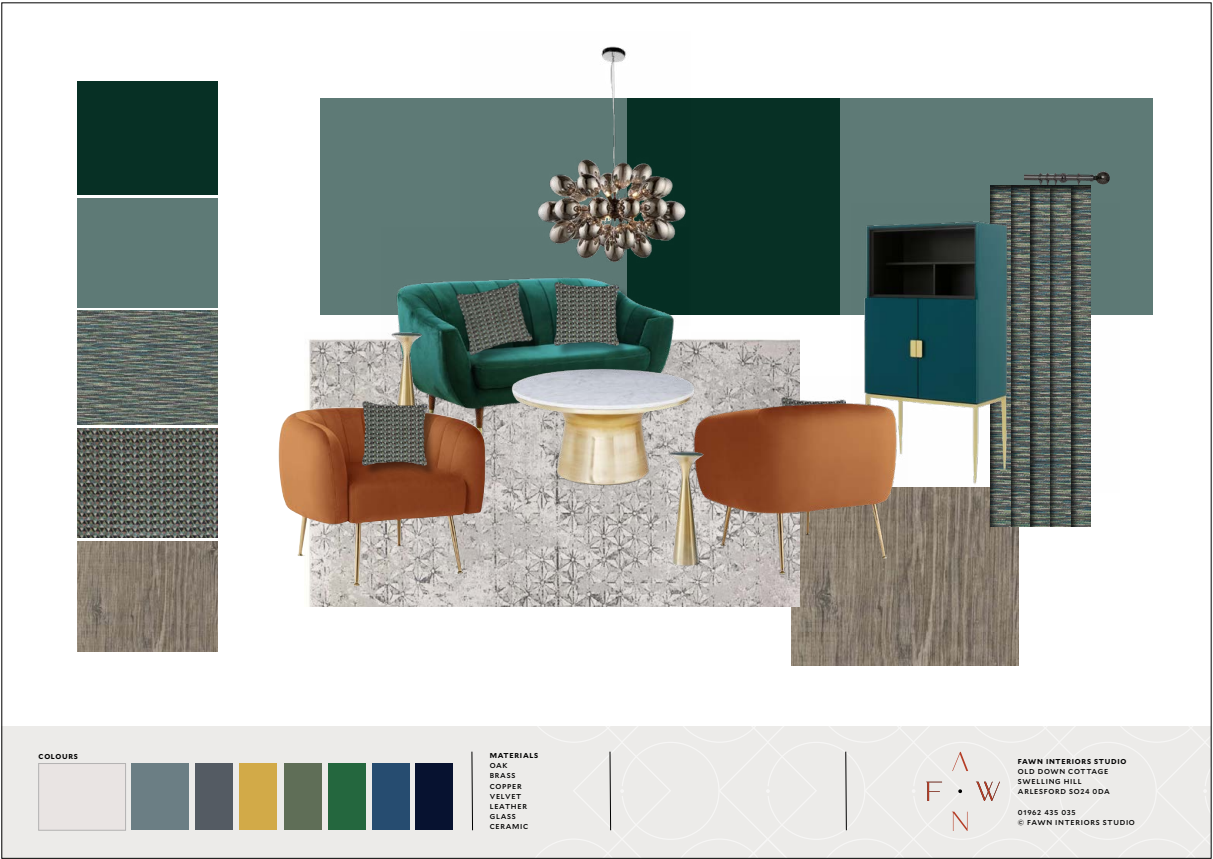 COLOURS
MATERIALS
OAK
BRASS
COPPER
VELVET
LEATHER
GLASS
CERAMIC
A
F W
N
FAWN INTERIORS STUDIO
OLD DOWN COTTAGE
SWELLING HILL
ARLESFORD SO24 0DA
01962 435 035
© FAWN INTERIORS STUDIO